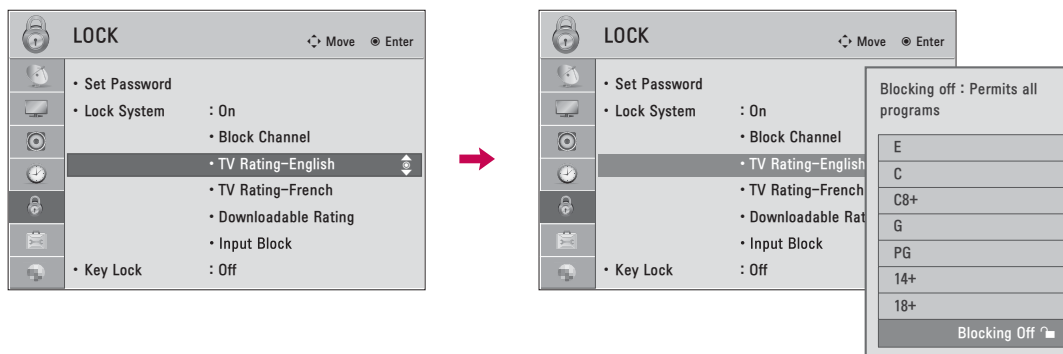 LOCK
Move Enter
• Set Password
• Lock System : On
• Block Channel
• TV Rating-English
• TV Rating-French
• Downloadable Rating
• Input Block
• Key Lock : Off
LOCK
Move Enter
• Set Password
• Lock System : On
• Block Channel
• TV Rating-English
• TV Rating-French
• Downloadable Rat
• Input Block
• Key Lock : Off
Blocking off : Permits all
programs
E
C
C8+
G
PG
14+
18+
Blocking Off